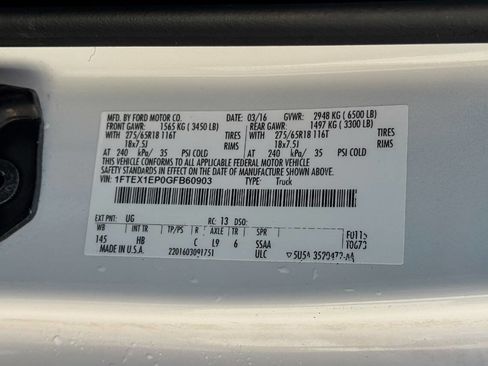 MFD. BY FORD MOTOR CO. 03/16 GVWR: 2948 KG ( 6500 LB)
FRONT GAWR: 1565 KG ( 3450 LB) REAR GAWR: 1497 KG ( 3300 LB)
WITH 275/65R18 116T TIRES WITH 275/65R18 116T TIRES
18x7.5J RIMS 18x7.5J RIMS
AT 240 kPa/ 35 PSI COLD AT 240 kPa/ 35 PSI COLD
THIS VEHICLE CONFORMS TO ALL APPLICABLE FEDERAL MOTOR VEHICLE
SAFETY STANDARDS IN EFFECT ON THE DATE OF MANUFACTURE SHOWN ABOVE.
VIN: 1FTEX1EP0GFB60903 TYPE: Truck
EXT PNT: UG RC: 13 DSO:
WB INT TR TP/PS R AXLE TR SPR F0115
145 HB C L9 6 SSAA T0673
MADE IN U.S.A. 2201603091751 ULC